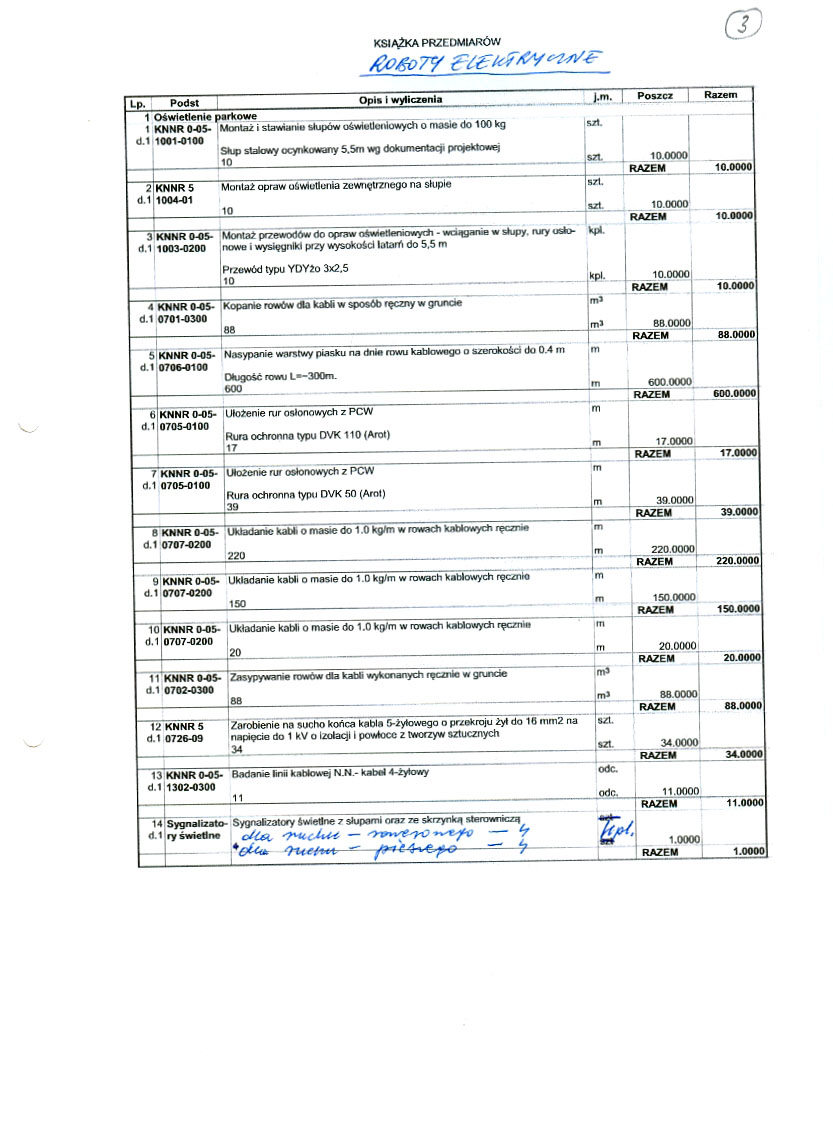 3
KSIĄŻKA PRZEDMIARÓW
ROBOTY ELEKTRYCZNE
Lp. Podst Opis i wyliczenia j.m. Poszcz Razem
1 Oświetlenie parkowe
1 KNNR 0-05- Montaż i stawianie słupów oświetleniowych o masie do 100 kg szt.
d.1 1001-0100
Słup stalowy ocynkowany 5,5m wg dokumentacji projektowej
10 szt. 10.0000
RAZEM 10.0000
2 KNNR 5 Montaż opraw oświetlenia zewnętrznego na słupie szt.
d.1 1004-01
10 szt. 10.0000
RAZEM 10.0000
3 KNNR 0-05- Montaż przewodów do opraw oświetleniowych - wciąganie w słupy, rury osło- kpl.
d.1 1003-0200 nowe i wysięgniki przy wysokości latarń do 5,5 m
Przewód typu YDYżo 3x2,5
10 kpl. 10.0000
RAZEM 10.0000
4 KNNR 0-05- Kopanie rowów dla kabli w sposób ręczny w gruncie m³
d.1 0701-0300
88 m³ 88.0000
RAZEM 88.0000
5 KNNR 0-05- Nasypanie warstwy piasku na dnie rowu kablowego o szerokości do 0.4 m m
d.1 0706-0100
Długość rowu L=~300m.
600 m 600.0000
RAZEM 600.0000
6 KNNR 0-05- Ułożenie rur osłonowych z PCW m
d.1 0705-0100
Rura ochronna typu DVK 110 (Arot)
17 m 17.0000
RAZEM 17.0000
7 KNNR 0-05- Ułożenie rur osłonowych z PCW m
d.1 0705-0100
Rura ochronna typu DVK 50 (Arot)
39 m 39.0000
RAZEM 39.0000
8 KNNR 0-05- Układanie kabli o masie do 1.0 kg/m w rowach kablowych ręcznie m
d.1 0707-0200
220 m 220.0000
RAZEM 220.0000
9 KNNR 0-05- Układanie kabli o masie do 1.0 kg/m w rowach kablowych ręcznie m
d.1 0707-0200
150 m 150.0000
RAZEM 150.0000
10 KNNR 0-05- Układanie kabli o masie do 1.0 kg/m w rowach kablowych ręcznie m
d.1 0707-0200
20 m 20.0000
RAZEM 20.0000
11 KNNR 0-05- Zasypywanie rowów dla kabli wykonanych ręcznie w gruncie m³
d.1 0702-0300
88 m³ 88.0000
RAZEM 88.0000
12 KNNR 5 Zarobienie na sucho końca kabla 5-żyłowego o przekroju żył do 16 mm2 na szt.
d.1 0726-09 napięcie do 1 kV o izolacji i powłoce z tworzyw sztucznych
34 szt. 34.0000
RAZEM 34.0000
13 KNNR 0-05- Badanie linii kablowej N.N.- kabel 4-żyłowy odc.
d.1 1302-0300
11 odc. 11.0000
RAZEM 11.0000
14 Sygnalizato- Sygnalizatory świetlne z słupami oraz ze skrzynką sterowniczą
d.1 ry świetlne dla ruchu - rowerowego - 4 kpl.
dla ruchu - pieszego - 4 1.0000
RAZEM 1.0000